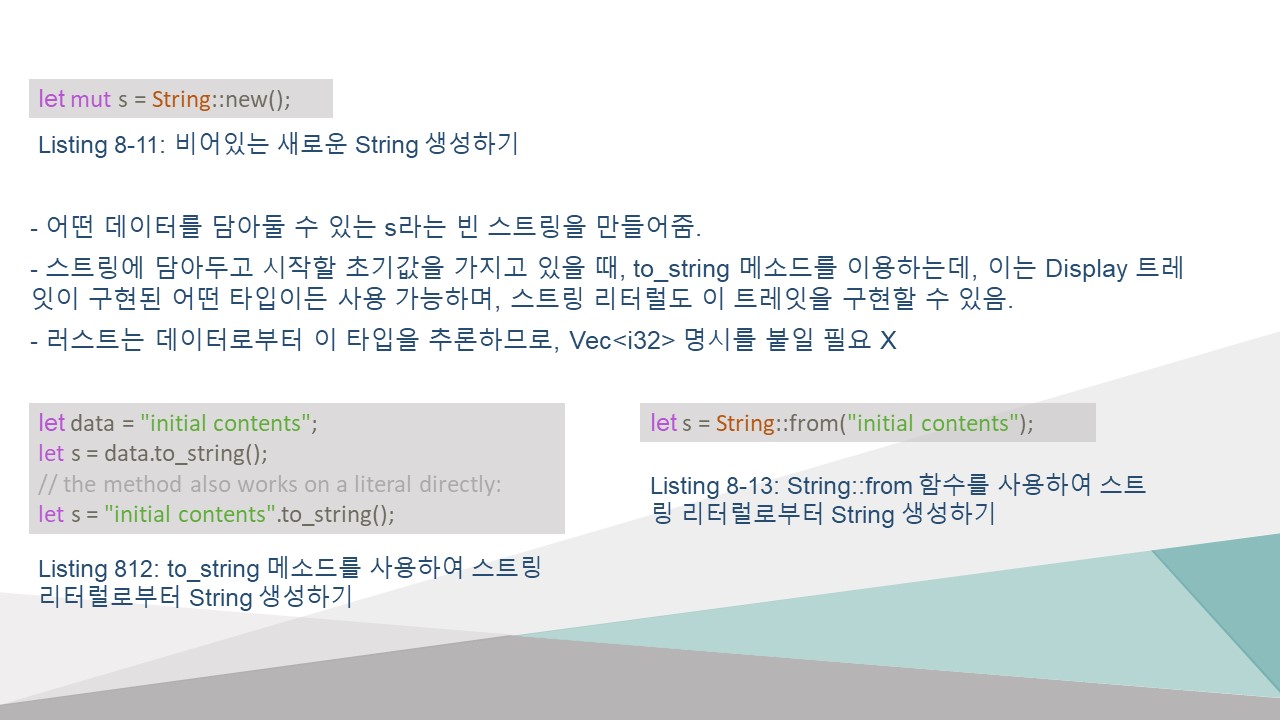 let mut s = String::new();
Listing 8-11: 비어있는 새로운 String 생성하기
- 어떤 데이터를 담아둘 수 있는 s라는 빈 스트링을 만들어줌.
- 스트링에 담아두고 시작할 초기값을 가지고 있을 때, to_string 메소드를 이용하는데, 이는 Display 트레
잇이 구현된 어떤 타입이든 사용 가능하며, 스트링 리터럴도 이 트레잇을 구현할 수 있음.
- 러스트는 데이터로부터 이 타입을 추론하므로, Vec<i32> 명시를 붙일 필요 X
let data = "initial contents";
let s = data.to_string();
// the method also works on a literal directly:
let s = "initial contents".to_string();
Listing 812: to_string 메소드를 사용하여 스트링
리터럴로부터 String 생성하기
let s = String::from("initial contents");
Listing 8-13: String::from 함수를 사용하여 스트
링 리터럴로부터 String 생성하기